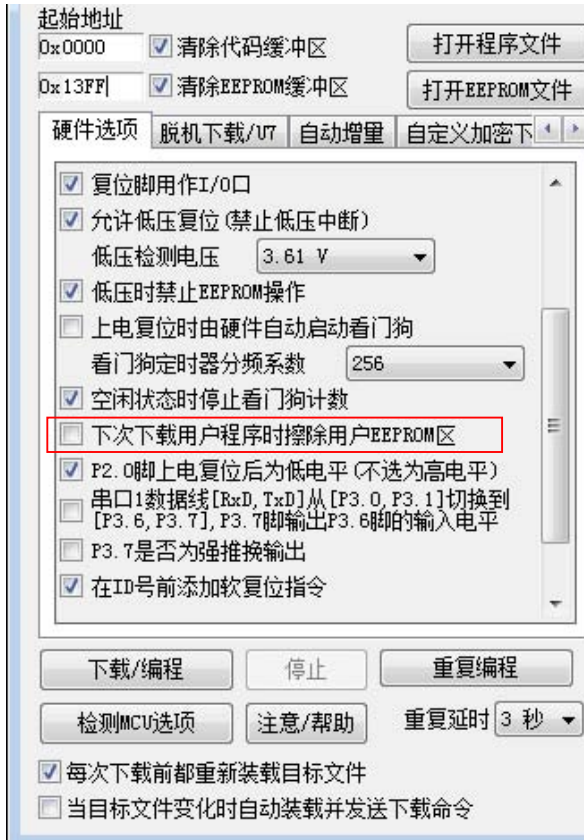 起始地址
0x0000 清除代码缓冲区 打开程序文件
0x13FF 清除EEPROM缓冲区 打开EEPROM文件
硬件选项 脱机下载/U7 自动增量 自定义加密下
复位脚用作I/O口
允许低压复位(禁止低压中断)
低压检测电压 3.61 V
低压时禁止EEPROM操作
上电复位时由硬件自动启动看门狗
看门狗定时器分频系数 256
空闲状态时停止看门狗计数
下次下载用户程序时擦除用户EEPROM区
P2.0脚上电复位后为低电平(不选为高电平)
串口1数据线[RxD,TxD]从[P3.0,P3.1]切换到
[P3.6,P3.7],P3.7脚输出P3.6脚的输入电平
P3.7是否为强推换输出
在ID号前添加软复位指令
下载/编程 停止 重复编程
检测MCU选项 注意/帮助 重复延时 3 秒
每次下载前都重新装载目标文件
当目标文件变化时自动装载并发送下载命令